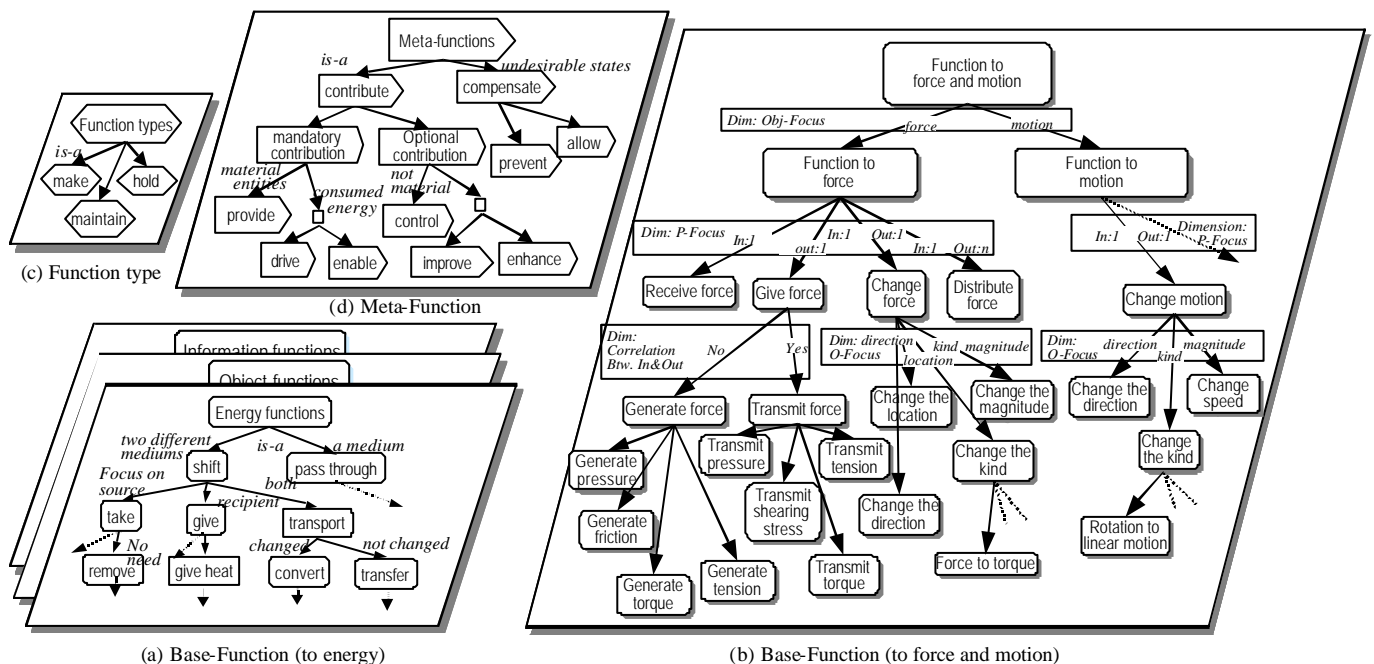 Function types
is-a
make
hold
maintain
(c) Function type
Meta-functions
is-a
undesirable states
contribute
compensate
mandatory
contribution
Optional
contribution
prevent
allow
material
entities
consumed
energy
not
material
provide
control
drive
enable
improve
enhance
(d) Meta-Function
Information functions
Object functions
Energy functions
two different
mediums
is-a
a medium
shift
pass through
Focus on
source
recipient
both
take
give
transport
No
need
changed
not changed
remove
give heat
convert
transfer
(a) Base-Function (to energy)
Function to
force and motion
Dim: Obj-Focus
force
motion
Function to
force
Function to
motion
Dim: P-Focus
In:1
out:1
In:1
Out:1
In:1
Out:n
In:1
Out:1
Dimension:
P-Focus
Receive force
Give force
Change
force
Distribute
force
Change motion
Dim:
Correlation
Btw. In&Out
No
Yes
Dim:
O-Focus
direction
location
kind
magnitude
Dim:
O-Focus
direction
kind
magnitude
Generate force
Transmit force
Change the
location
Change the
magnitude
Change the
direction
Change
speed
Generate
pressure
Transmit
pressure
Transmit
tension
Change
the kind
Change
the kind
Generate
friction
Transmit
shearing
stress
Change the
direction
Rotation to
linear motion
Generate
torque
Generate
tension
Transmit
torque
Force to torque
(b) Base-Function (to force and motion)